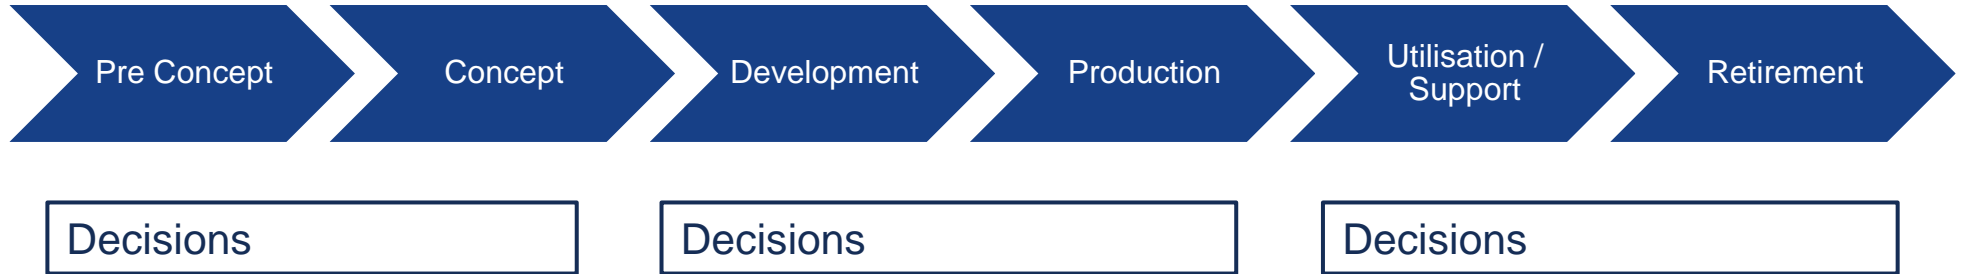 Pre Concept
Concept
Development
Production
Utilisation /
Support
Retirement
Decisions
Decisions
Decisions